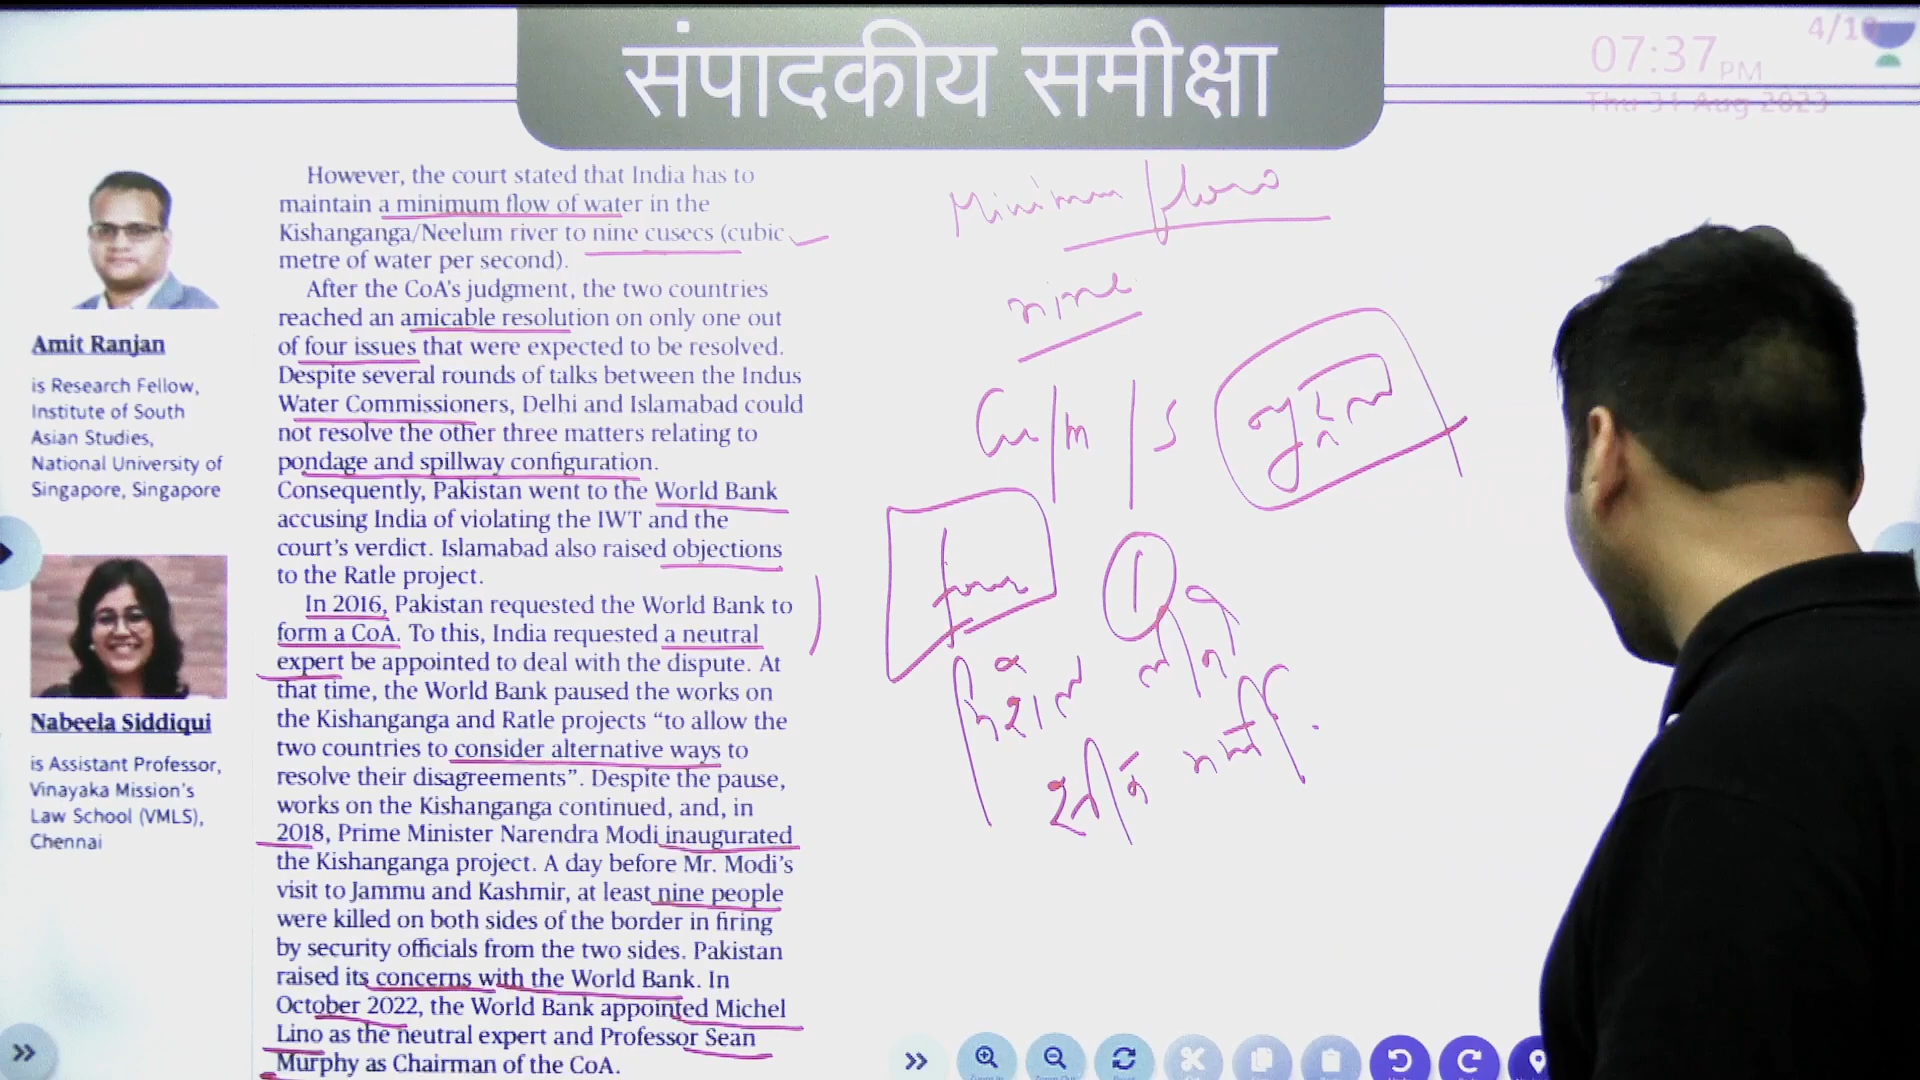 संपादकीय समीक्षा
4/10
07:37 PM
Thu 31 Aug 2023
However, the court stated that India has to
maintain a minimum flow of water in the
Kishanganga/Neelum river to nine cusecs (cubic
metre of water per second).
After the CoA's judgment, the two countries
reached an amicable resolution on only one out
of four issues that were expected to be resolved.
Despite several rounds of talks between the Indus
Water Commissioners, Delhi and Islamabad could
not resolve the other three matters relating to
pondage and spillway configuration.
Consequently, Pakistan went to the World Bank
accusing India of violating the IWT and the
court's verdict. Islamabad also raised objections
to the Ratle project.
In 2016, Pakistan requested the World Bank to
form a CoA. To this, India requested a neutral
expert be appointed to deal with the dispute. At
that time, the World Bank paused the works on
the Kishanganga and Ratle projects “to allow the
two countries to consider alternative ways to
resolve their disagreements”. Despite the pause,
works on the Kishanganga continued, and, in
2018, Prime Minister Narendra Modi inaugurated
the Kishanganga project. A day before Mr. Modi's
visit to Jammu and Kashmir, at least nine people
were killed on both sides of the border in firing
by security officials from the two sides. Pakistan
raised its concerns with the World Bank. In
October 2022, the World Bank appointed Michel
Lino as the neutral expert and Professor Sean
Murphy as Chairman of the CoA.
Amit Ranjan
is Research Fellow,
Institute of South
Asian Studies,
National University of
Singapore, Singapore
Nabeela Siddiqui
is Assistant Professor,
Vinayaka Mission's
Law School (VMLS),
Chennai
Minimum flow
nine
Cu/m/s
four
1
Zoom In
Zoom Out